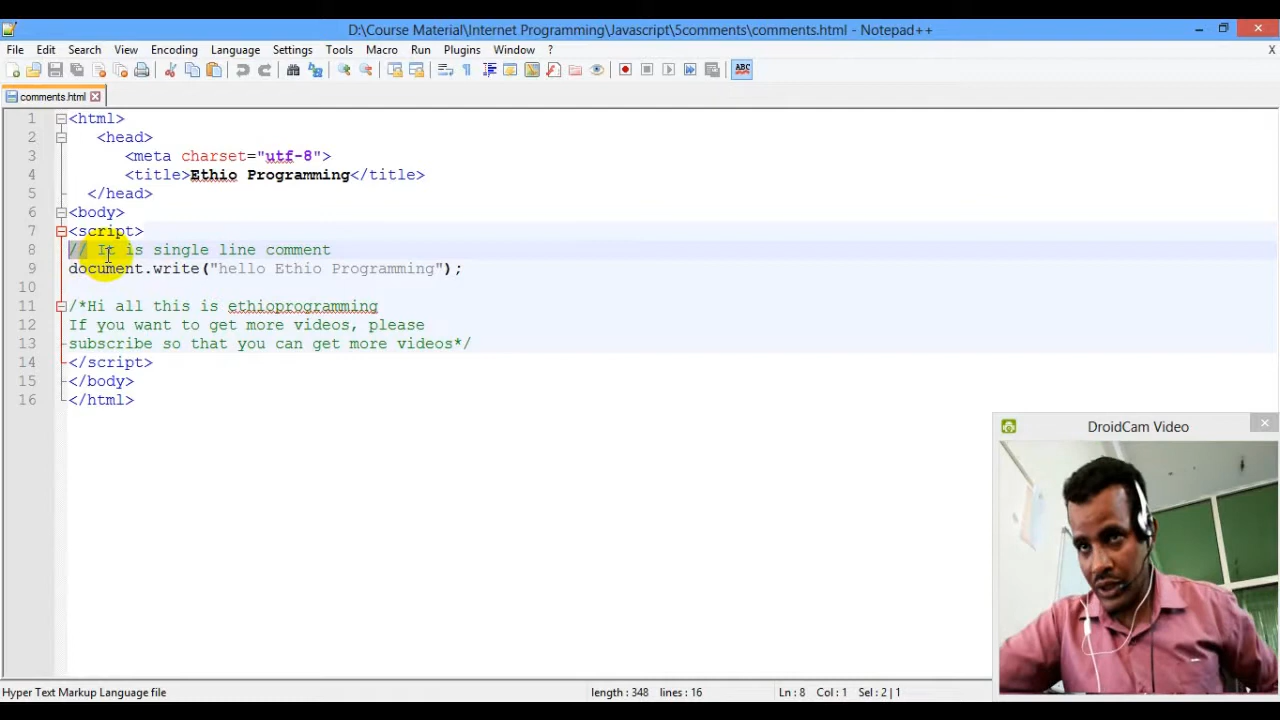 D:\Course Material\Internet Programming\Javascript\5comments\comments.html - Notepad++
File Edit Search View Encoding Language Settings Tools Macro Run Plugins Window ? X
ABC
comments.html
1 <html>
2 <head>
3 <meta charset="utf-8">
4 <title>Ethio Programming</title>
5 </head>
6 <body>
7 <script>
8 // It is single line comment
9 document.write("hello Ethio Programming");
10
11 /*Hi all this is ethioprogramming
12 If you want to get more videos, please
13 subscribe so that you can get more videos*/
14 </script>
15 </body>
16 </html>
DroidCam Video
Hyper Text Markup Language file length : 348 lines : 16 Ln : 8 Col : 1 Sel : 2 | 1